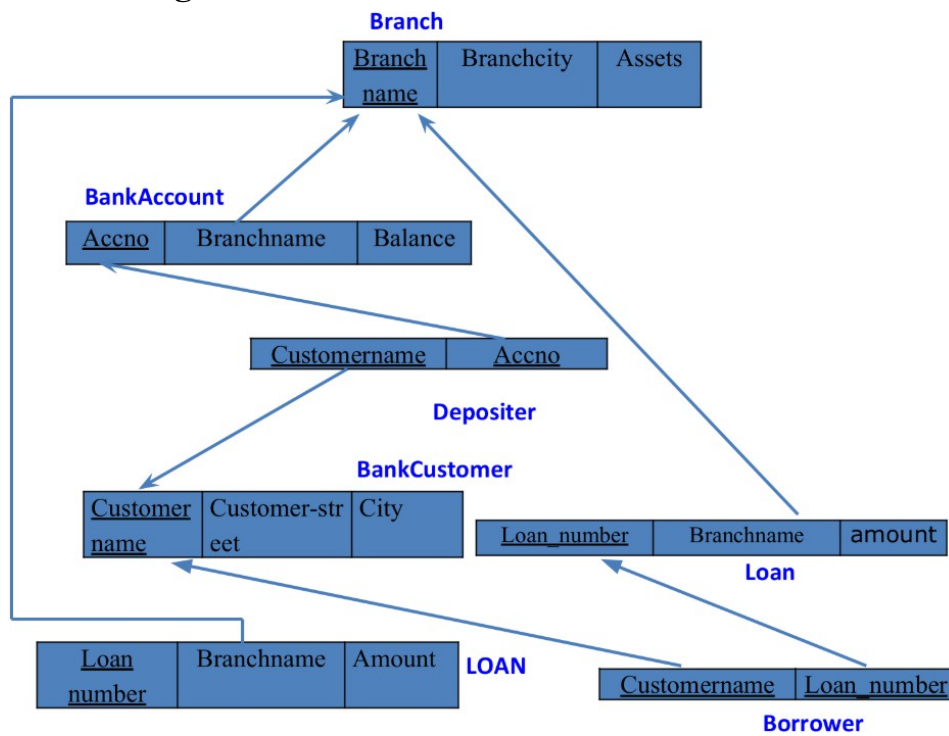 Branch
Branch name Branchcity Assets
BankAccount
Accno Branchname Balance
Customername Accno
Depositer
BankCustomer
Customer name Customer-str eet City
Loan_number Branchname amount
Loan
Loan number Branchname Amount
LOAN
Customername Loan_number
Borrower